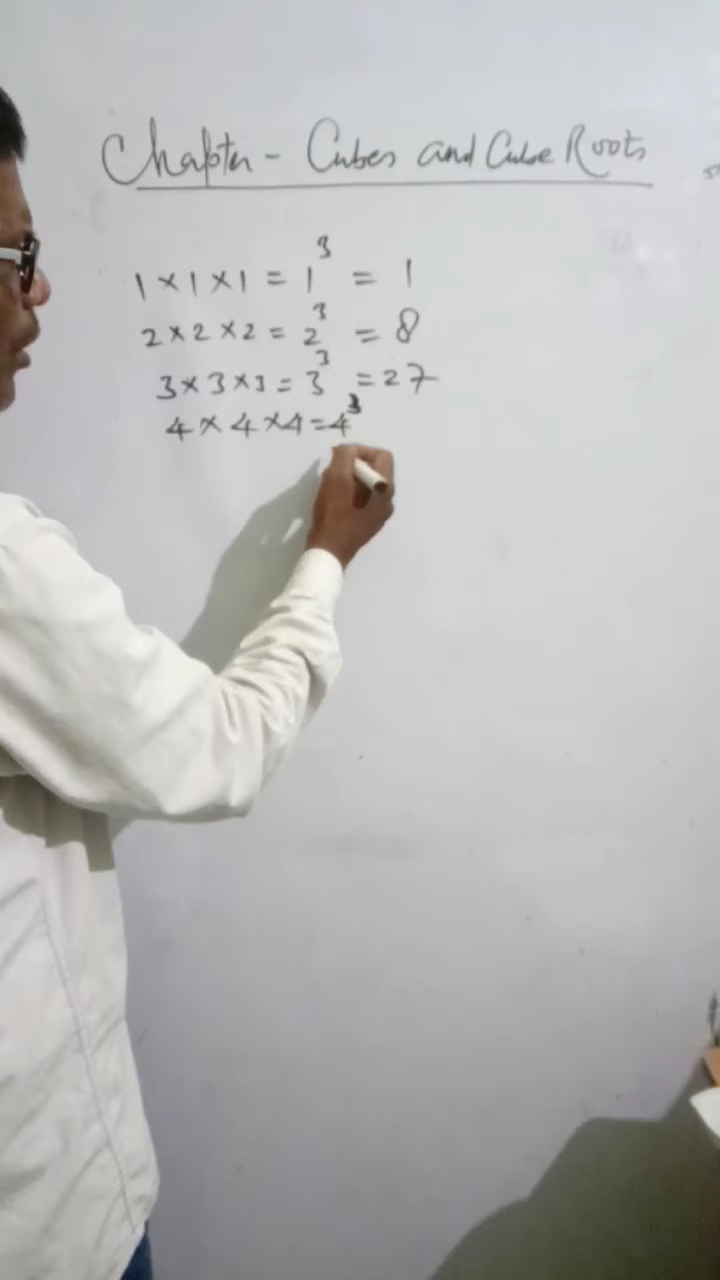 Chapter - Cubes and Cube Roots
1 × 1 × 1 = 1³ = 1
2 × 2 × 2 = 2³ = 8
3 × 3 × 3 = 3³ = 27
4 × 4 × 4 = 4³